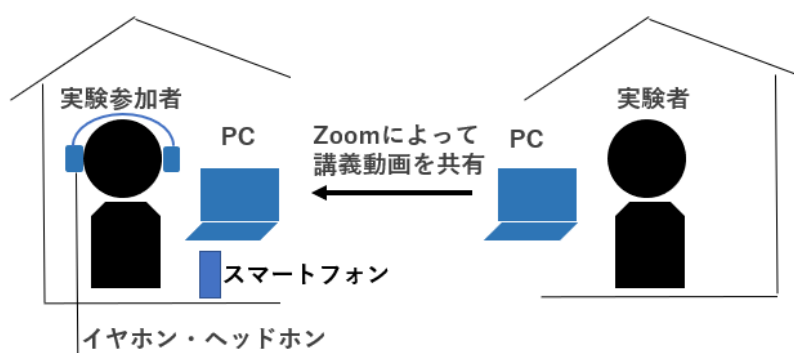 実験参加者
実験者
PC
Zoomによって
講義動画を共有
PC
スマートフォン
イヤホン・ヘッドホン